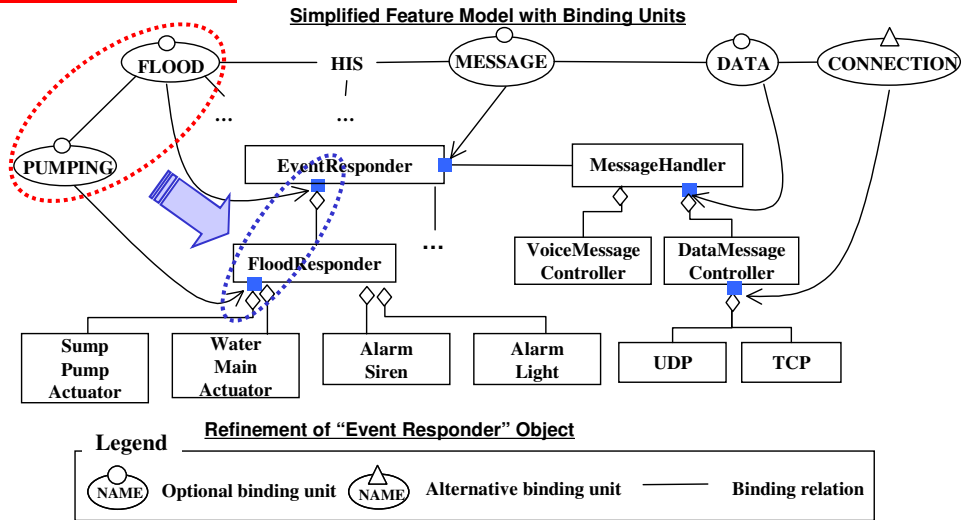 Simplified Feature Model with Binding Units
FLOOD
HIS
MESSAGE
DATA
CONNECTION
...
...
PUMPING
EventResponder
MessageHandler
...
VoiceMessage
Controller
DataMessage
Controller
FloodResponder
Sump
Pump
Actuator
Water
Main
Actuator
Alarm
Siren
Alarm
Light
UDP
TCP
Refinement of “Event Responder” Object
Legend
NAME
Optional binding unit
NAME
Alternative binding unit
Binding relation